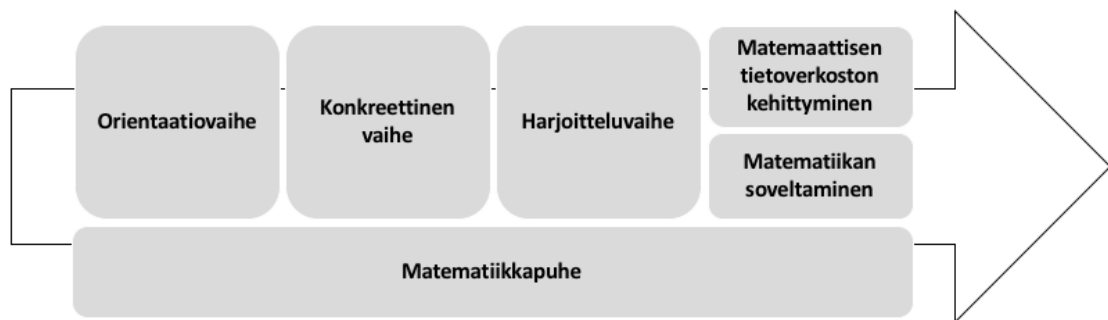 Orientaatiovaihe
Konkreettinen
vaihe
Harjoitteluvaihe
Matemaattisen
tietoverkoston
kehittyminen
Matematiikan
soveltaminen
Matematiikkapuhe